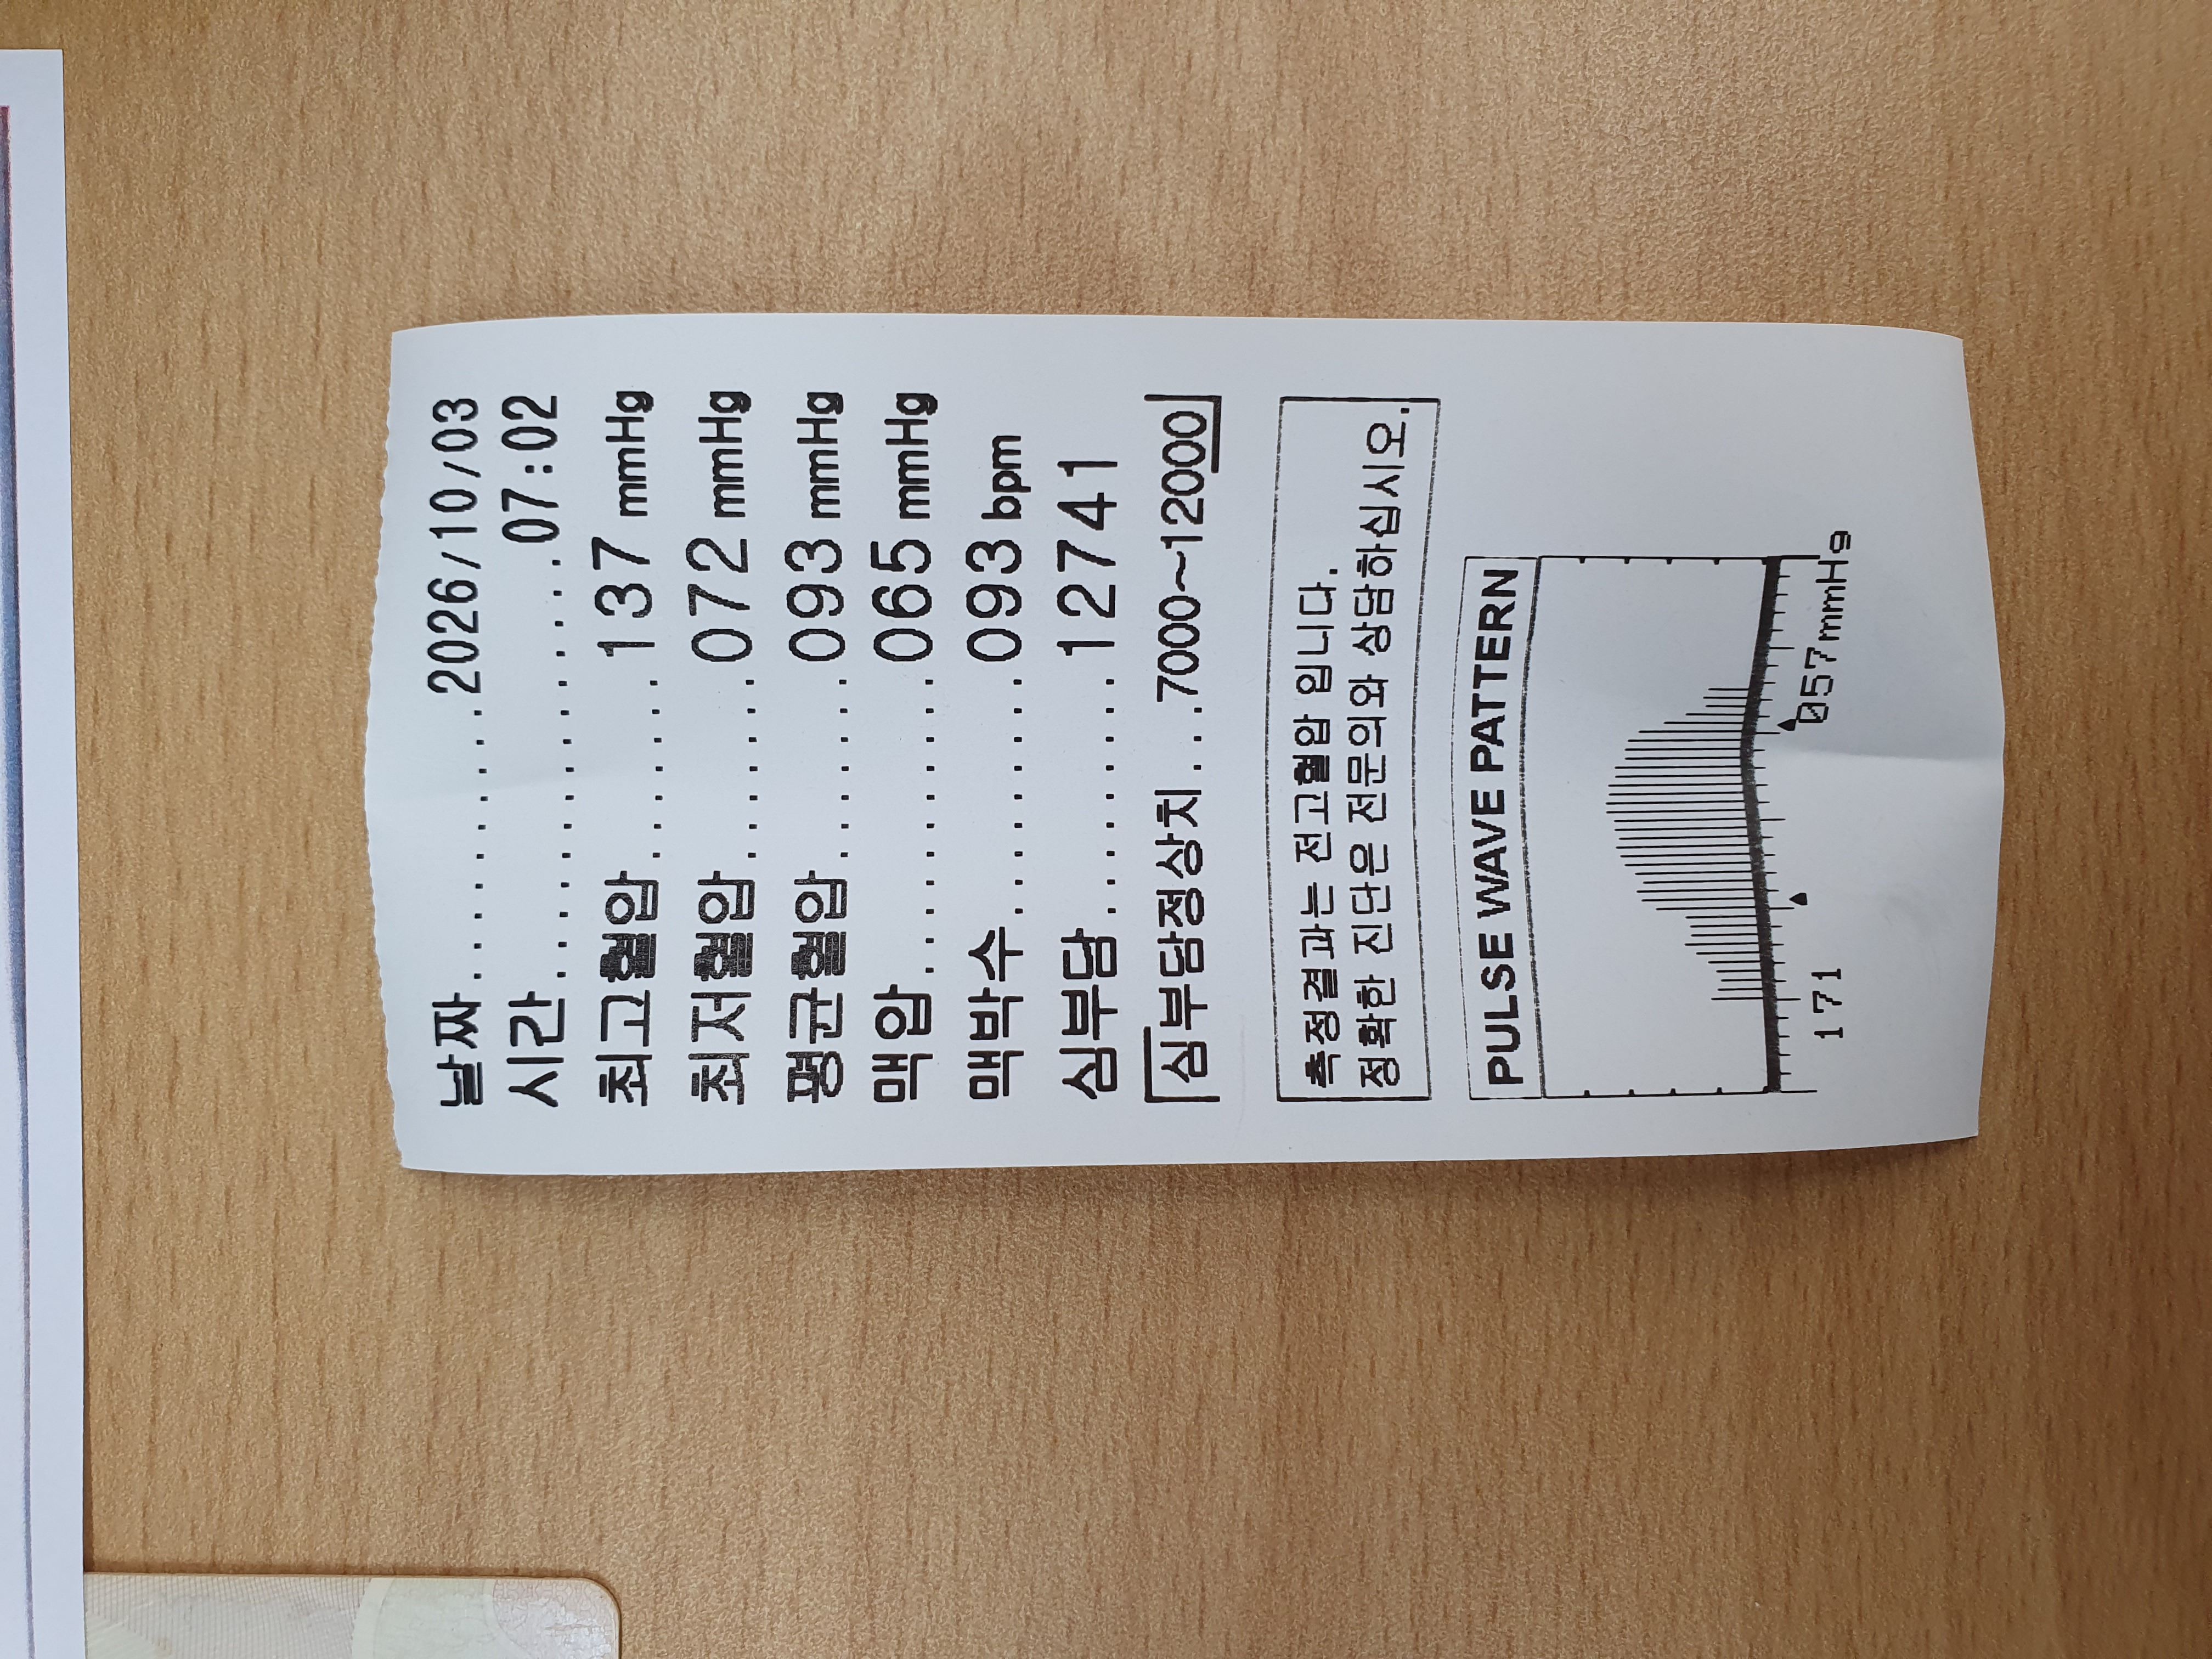 날짜............2026/10/03
시간..................07:02
최고혈압.........137 mmHg
최저혈압.........072 mmHg
평균혈압.........093 mmHg
맥압..............065 mmHg
맥박수............093 bpm
심부담............12741
심부담정상치...7000~12000
측정결과는 전고혈압 입니다.
정확한 진단은 전문의와 상담하십시오.
PULSE WAVE PATTERN
171 057mmHg